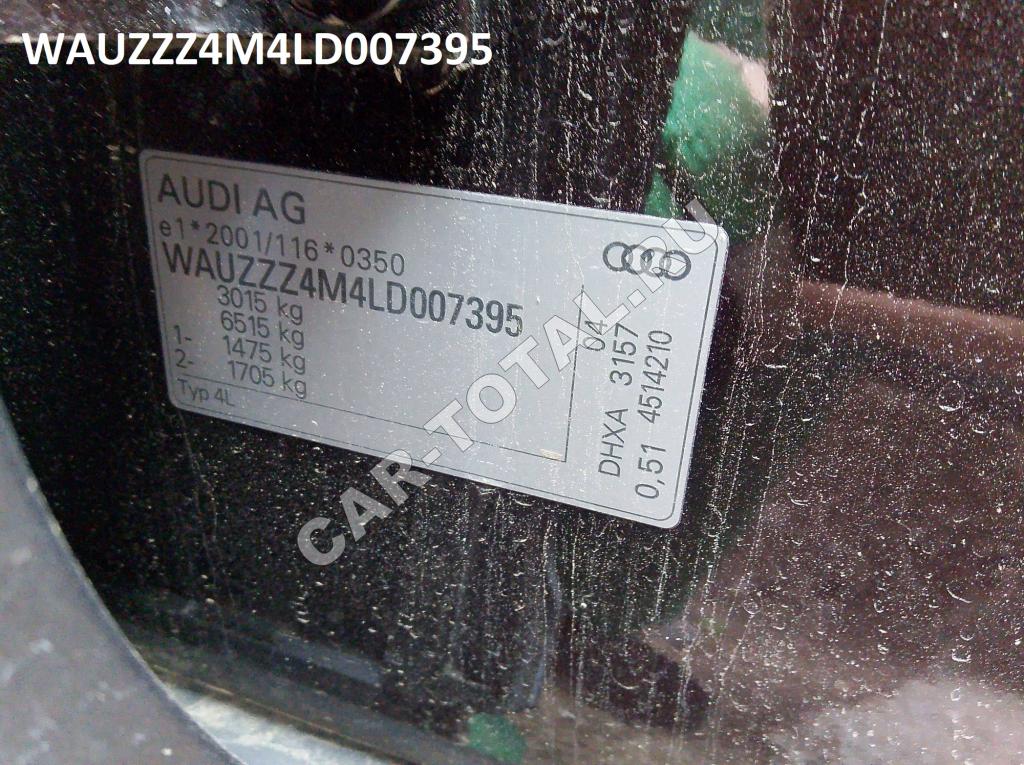 WAUZZZ4M4LD007395
AUDI AG
e1*2001/116*0350
WAUZZZ4M4LD007395
3015 kg
6515 kg
1- 1475 kg
2- 1705 kg
Typ 4L
04
DHXA 3157
0,51 4514210
CAR-TOTAL.RU